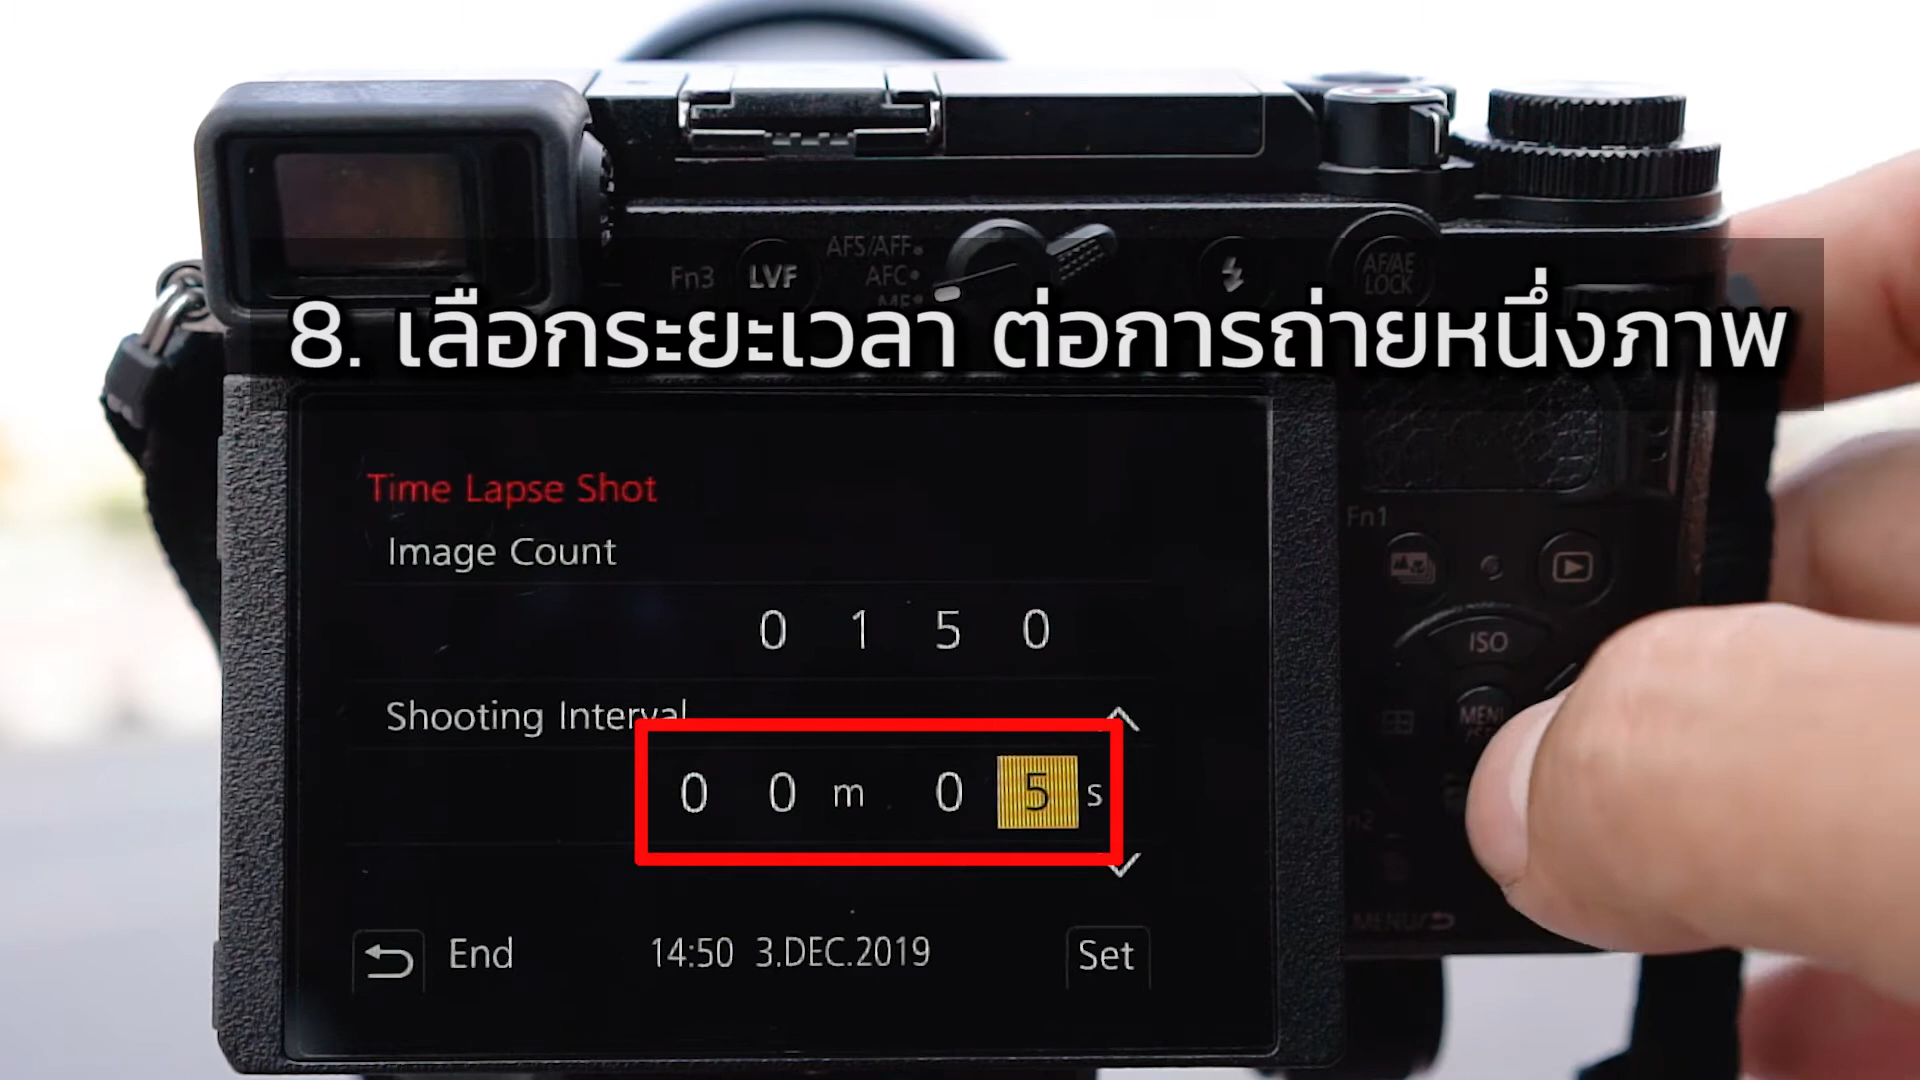 Fn3 LVF AFS/AFF
AFC
MF
AF/AE
LOCK
8. เลือกระยะเวลา ต่อการถ่ายหนึ่งภาพ
Time Lapse Shot
Image Count
0 1 5 0
Shooting Interval
0 0 m 0 5 s
End 14:50 3.DEC.2019 Set
Fn1
ISO
MENU